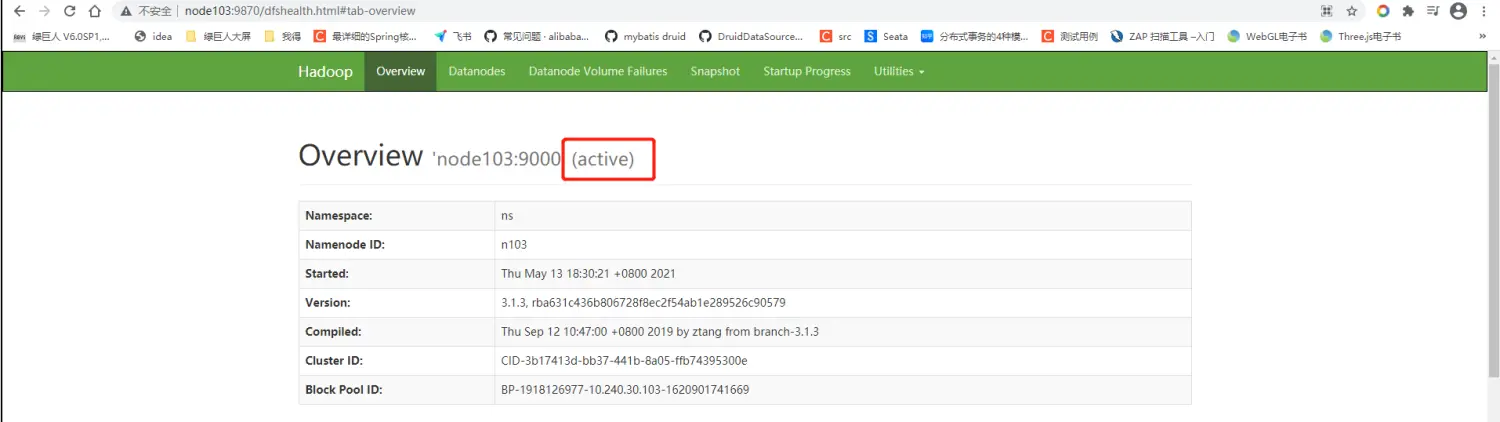 不安全 node103:9870/dfshealth.html#tab-overview
绿巨人 V6.0SP1,... idea 绿巨人大屏 我得 最详细的Spring核... 飞书 常见问题 · alibaba... mybatis druid DruidDataSource... src Seata 分布式事务的4种模... 测试用例 ZAP 扫描工具 –入门 WebGL电子书 Three.js电子书 »
Hadoop Overview Datanodes Datanode Volume Failures Snapshot Startup Progress Utilities
Overview 'node103:9000 (active)
Namespace: ns
Namenode ID: n103
Started: Thu May 13 18:30:21 +0800 2021
Version: 3.1.3, rba631c436b806728f8ec2f54ab1e289526c90579
Compiled: Thu Sep 12 10:47:00 +0800 2019 by ztang from branch-3.1.3
Cluster ID: CID-3b17413d-bb37-441b-8a05-ffb74395300e
Block Pool ID: BP-1918126977-10.240.30.103-1620901741669